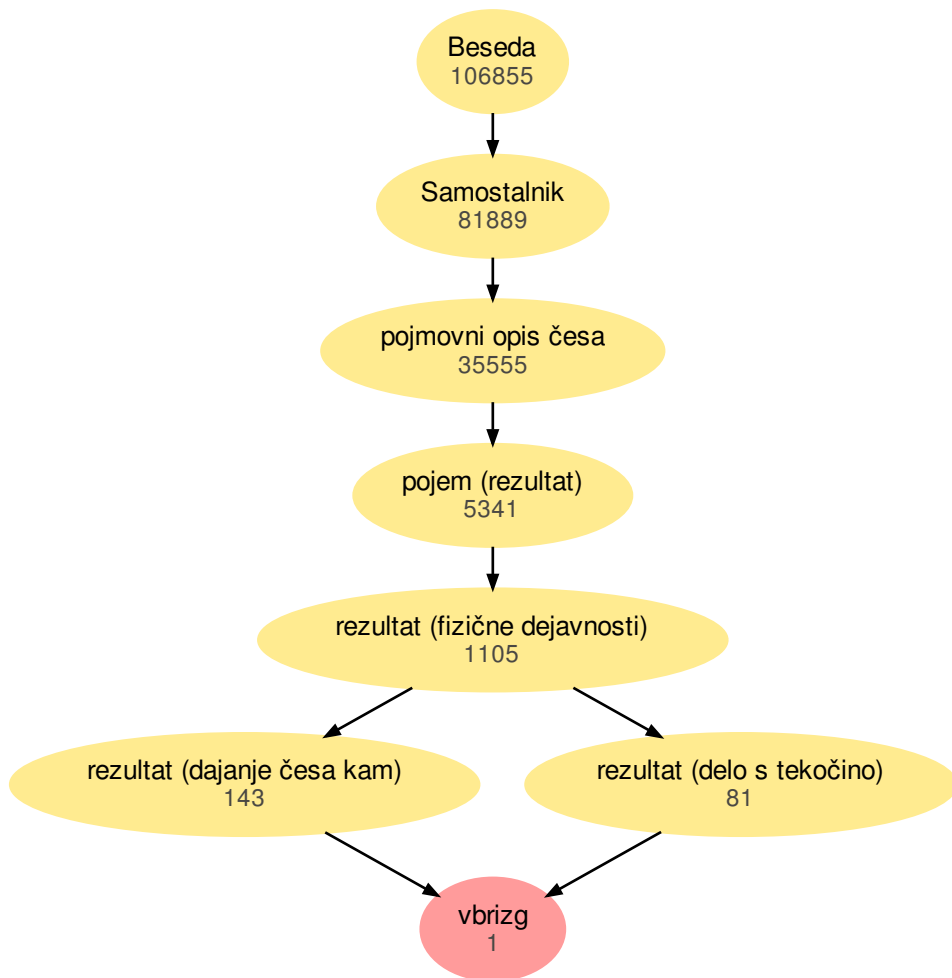 Beseda
106855
Samostalnik
81889
pojmovni opis česa
35555
pojem (rezultat)
5341
rezultat (fizične dejavnosti)
1105
rezultat (dajanje česa kam)
143
rezultat (delo s tekočino)
81
vbrizg
1